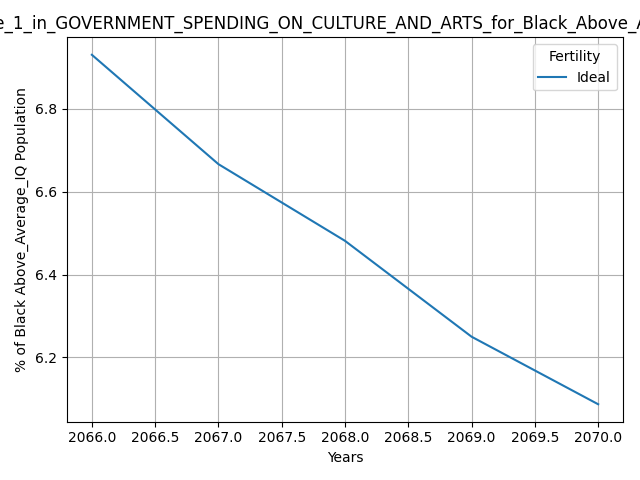 e_1_in_GOVERNMENT_SPENDING_ON_CULTURE_AND_ARTS_for_Black_Above_A
Fertility
Ideal
6.8
6.6
6.4
6.2
% of Black Above_Average_IQ Population
2066.0 2066.5 2067.0 2067.5 2068.0 2068.5 2069.0 2069.5 2070.0
Years